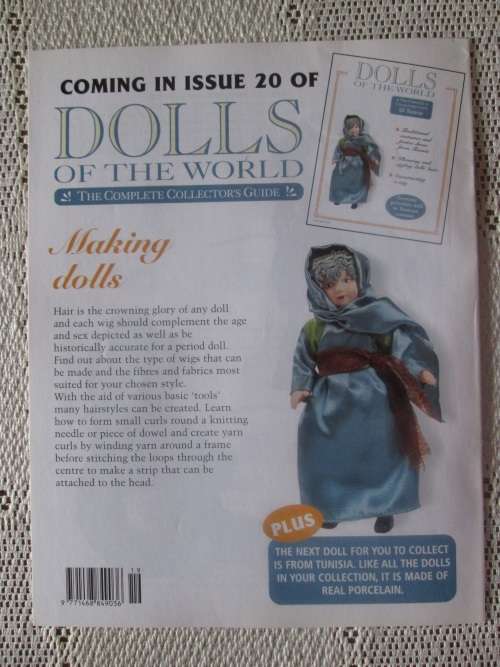 COMING IN ISSUE 20 OF
DOLLS
OF THE WORLD
THE COMPLETE COLLECTOR'S GUIDE
DOLLS
OF THE WORLD
Making
dolls
Hair is the crowning glory of any doll
and each wig should complement the age
and sex depicted as well as be
historically accurate for a period doll.
Find out about the type of wigs that can
be made and the fibres and fabrics most
suited for your chosen style.
With the aid of various basic 'tools'
many hairstyles can be created. Learn
how to form small curls round a knitting
needle or piece of dowel and create yarn
curls by winding yarn around a frame
before stitching the loops through the
centre to make a strip that can be
attached to the head.
PLUS
THE NEXT DOLL FOR YOU TO COLLECT
IS FROM TUNISIA. LIKE ALL THE DOLLS
IN YOUR COLLECTION, IT IS MADE OF
REAL PORCELAIN.
19
9 771468 849056